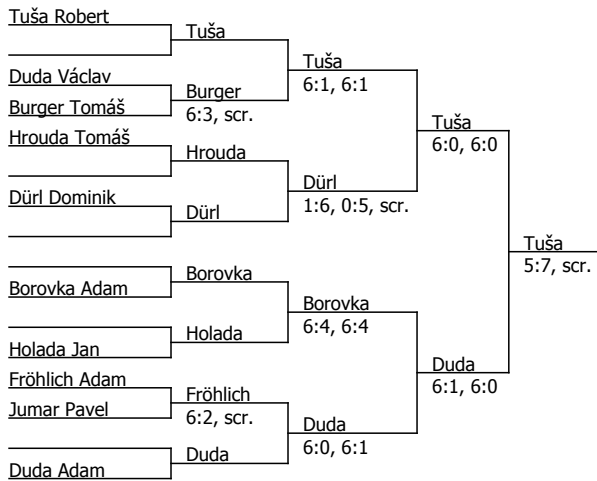 Tuša Robert
Duda Václav
Burger Tomáš
Hrouda Tomáš
Dürl Dominik
Borovka Adam
Holada Jan
Fröhlich Adam
Jumar Pavel
Duda Adam
Tuša
Burger
6:3, scr.
Hrouda
Dürl
Borovka
Holada
Fröhlich
6:2, scr.
Duda
Tuša
6:1, 6:1
Dürl
1:6, 0:5, scr.
Borovka
6:4, 6:4
Duda
6:0, 6:1
Tuša
6:0, 6:0
Duda
6:1, 6:0
Tuša
5:7, scr.